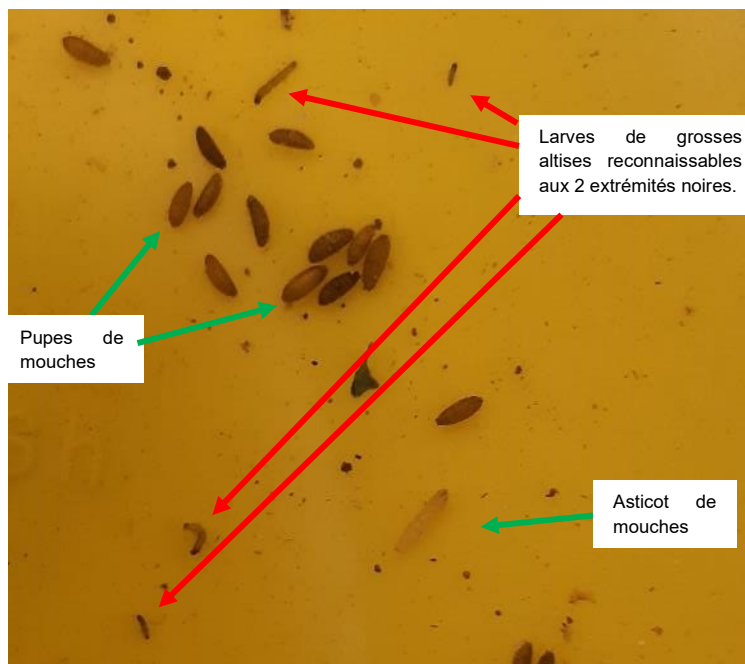 Larves de grosses
altises reconnaissables
aux 2 extrémités noires.
Pupes de
mouches
Asticot de
mouches